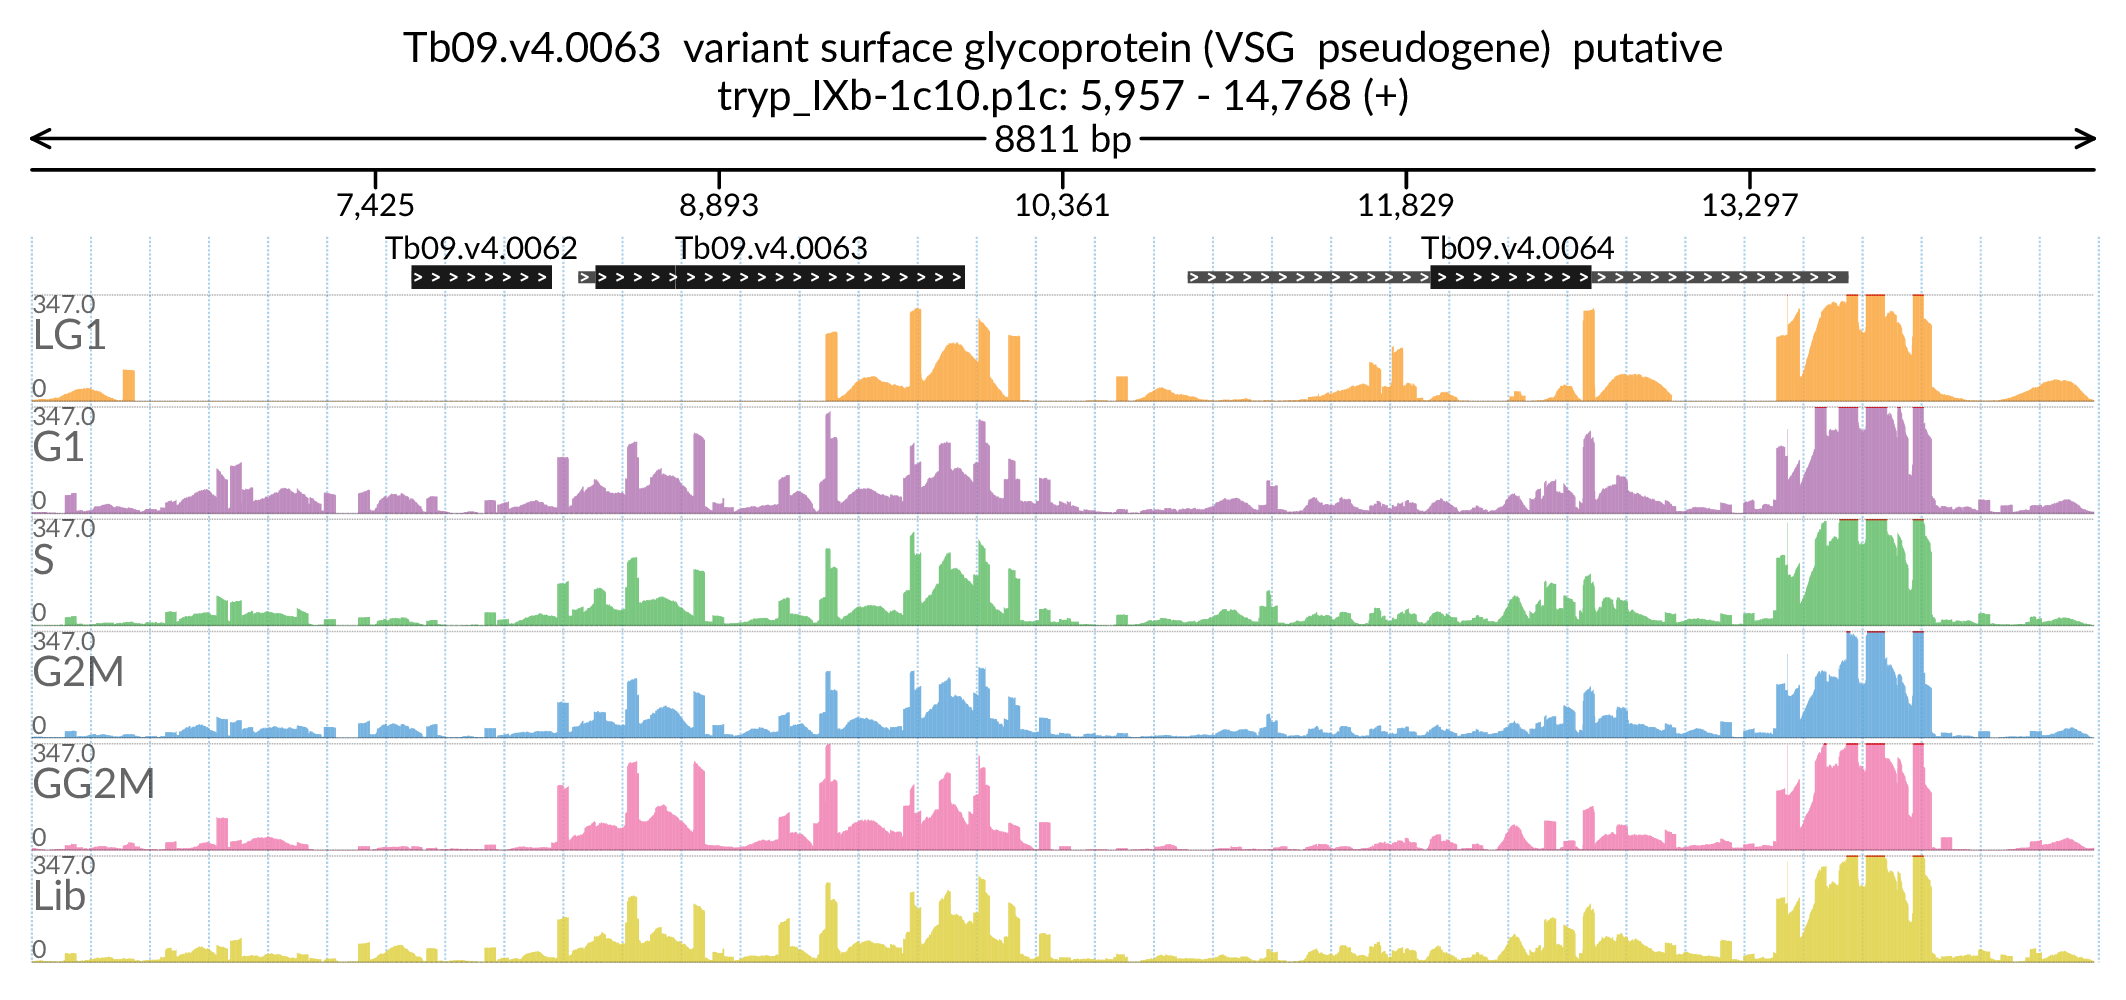 Tb09.v4.0063 variant surface glycoprotein (VSG pseudogene) putative
tryp_IXb-1c10.p1c: 5,957 - 14,768 (+)
8811 bp
7,425 8,893 10,361 11,829 13,297
Tb09.v4.0062 Tb09.v4.0063 Tb09.v4.0064
347.0
LG1
0
347.0
G1
0
347.0
S
0
347.0
G2M
0
347.0
GG2M
0
347.0
Lib
0